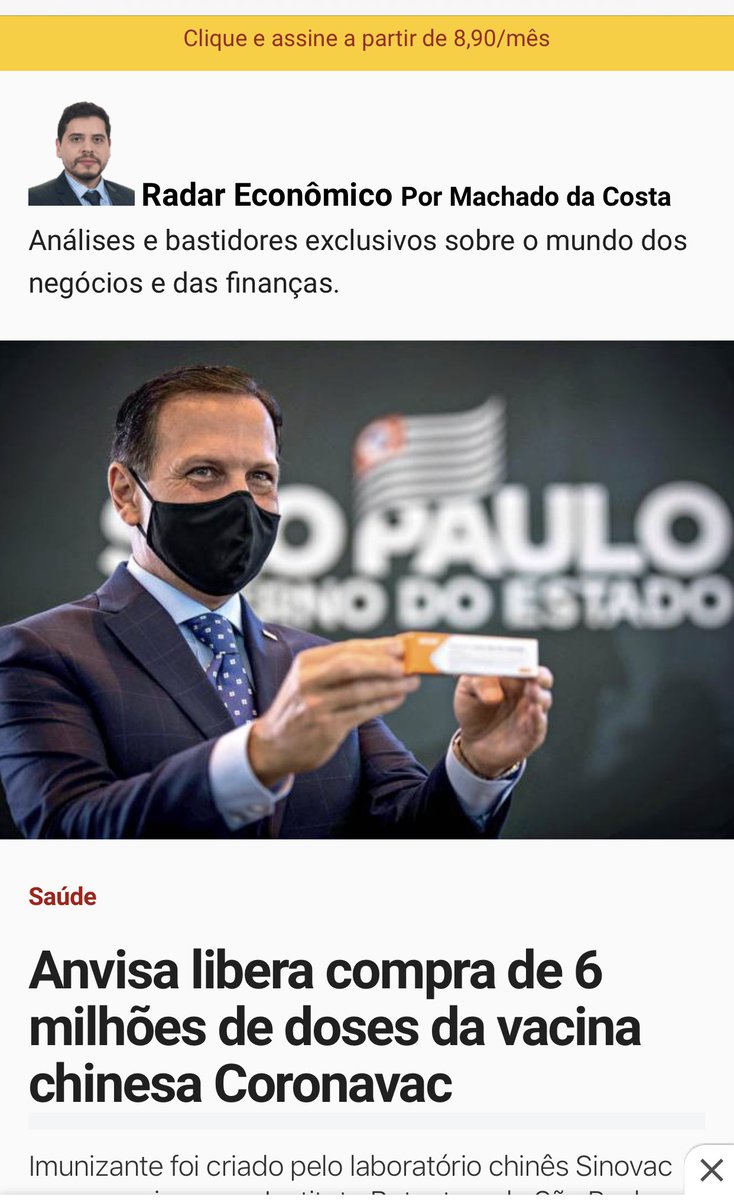 Clique e assine a partir de 8,90/mês
Radar Econômico Por Machado da Costa
Análises e bastidores exclusivos sobre o mundo dos
negócios e das finanças.
PAULO
DO ESTADO
Saúde
Anvisa libera compra de 6
milhões de doses da vacina
chinesa Coronavac
Imunizante foi criado pelo laboratório chinês Sinovac